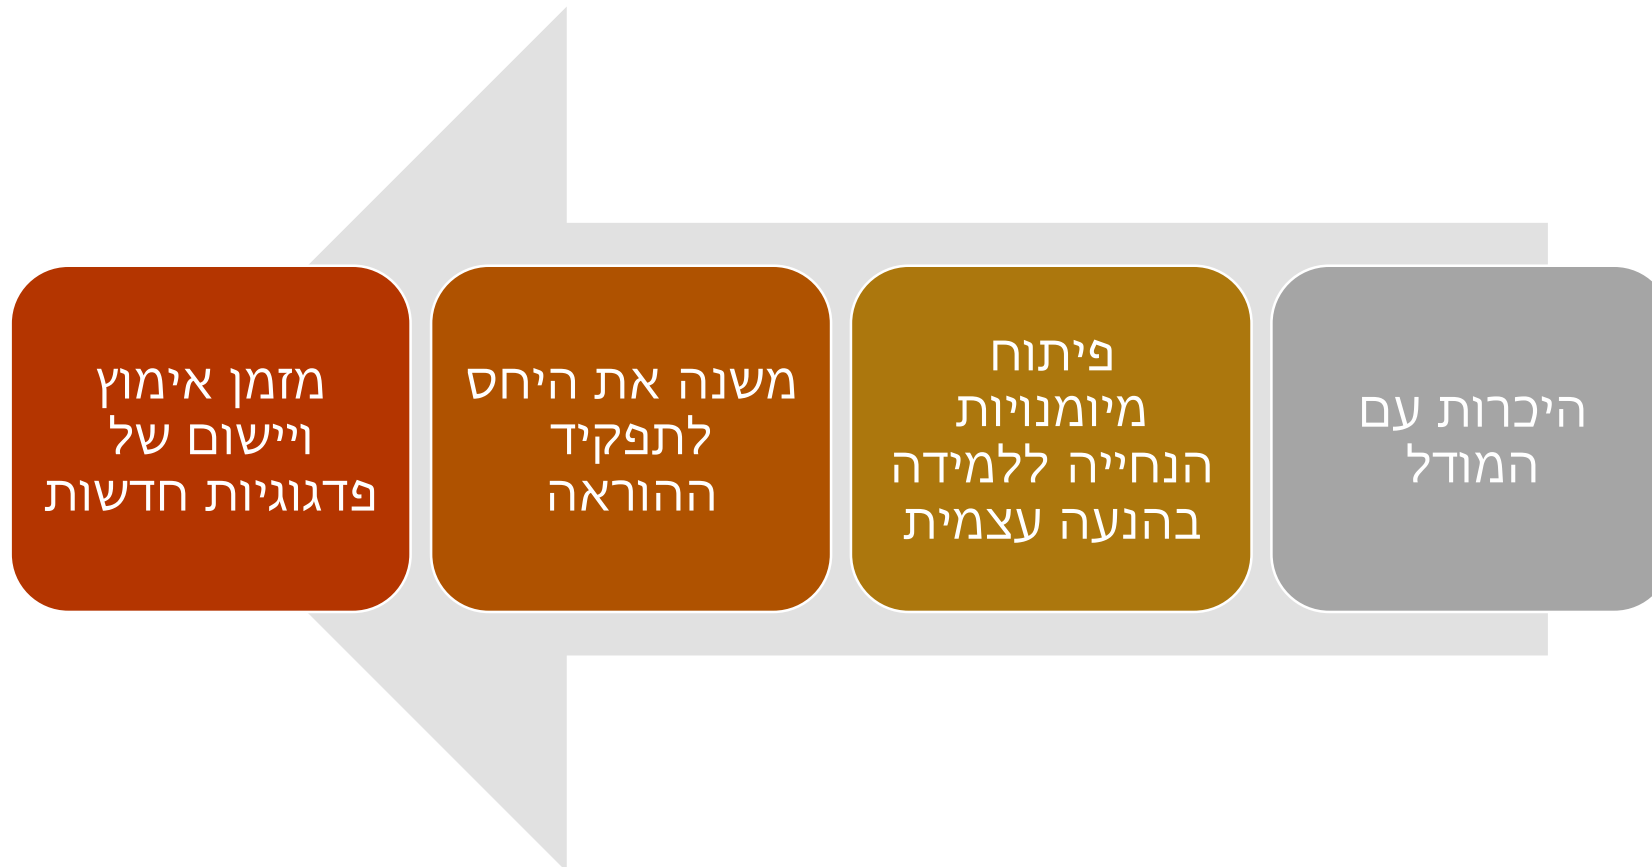 היכרות עם
המודל
פיתוח
מיומנויות
הנחייה ללמידה
בהנעה עצמית
משנה את היחס
לתפקיד
ההוראה
מזמן אימוץ
ויישום של
פדגוגיות חדשות